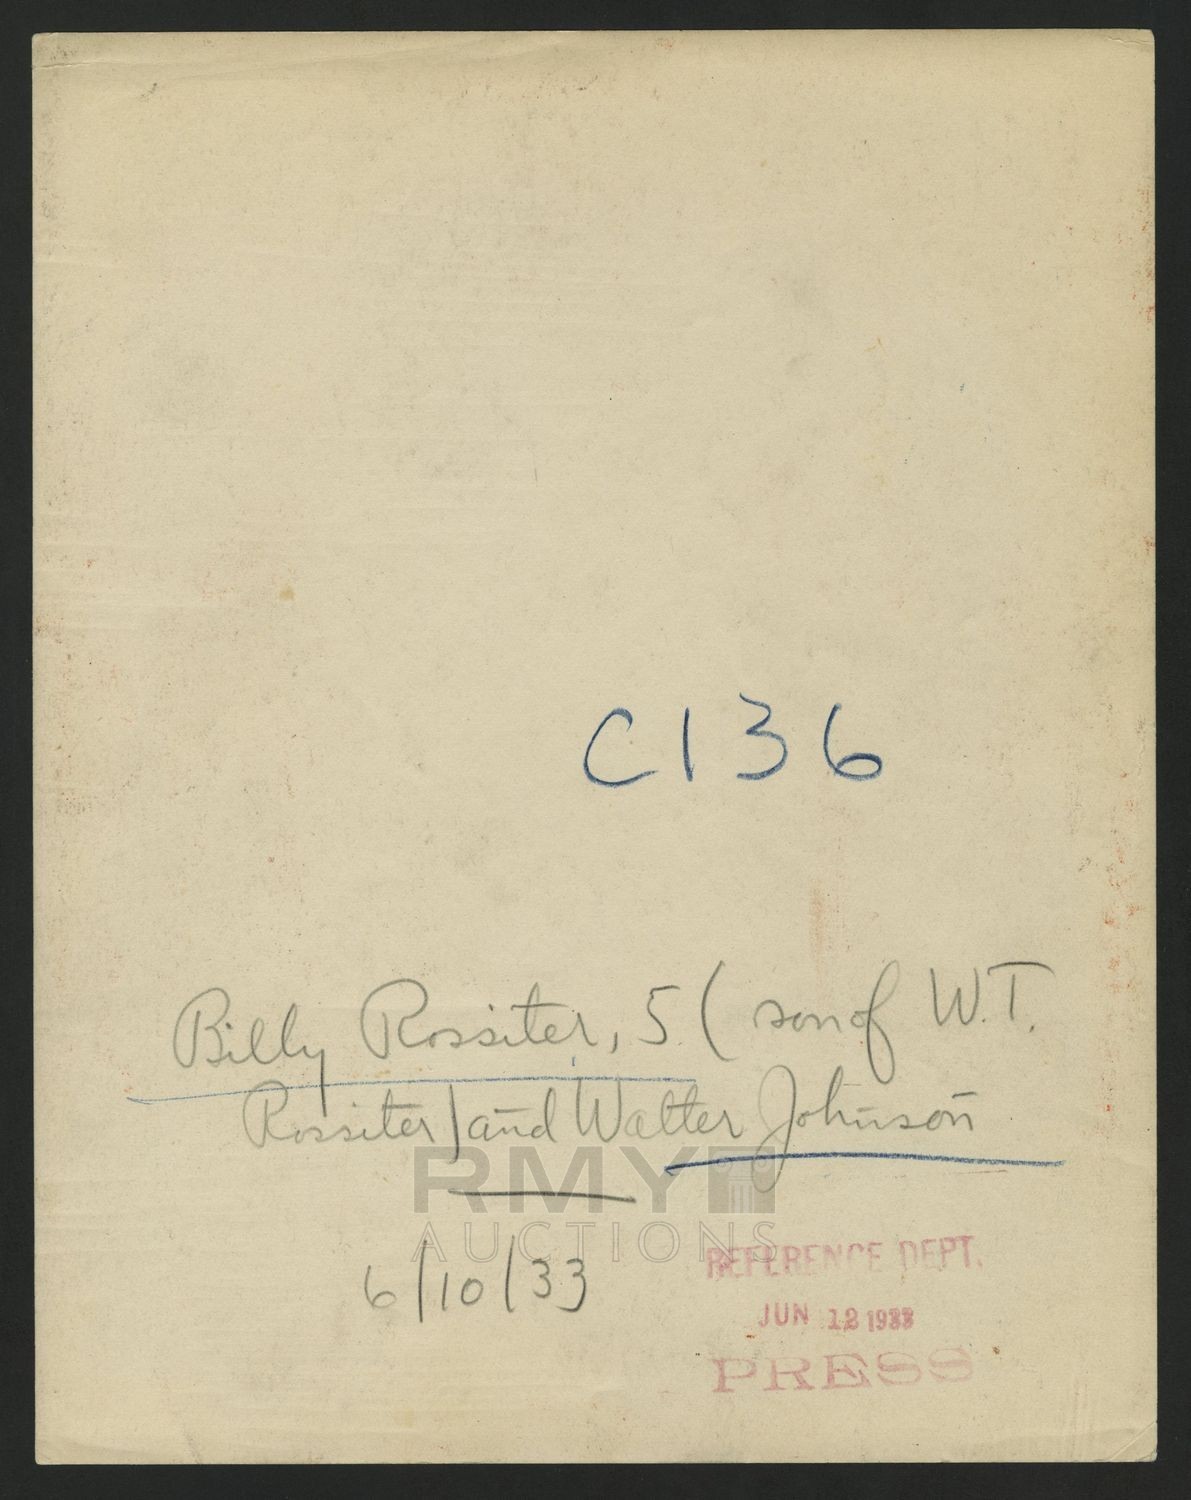 C136
Billy Rossiter, 5 (son of W.T.
Rossiter) and Walter Johnson
RMY
AUCTIONS
6/10/33
REFERENCE DEPT.
JUN 12 1933
PRESS